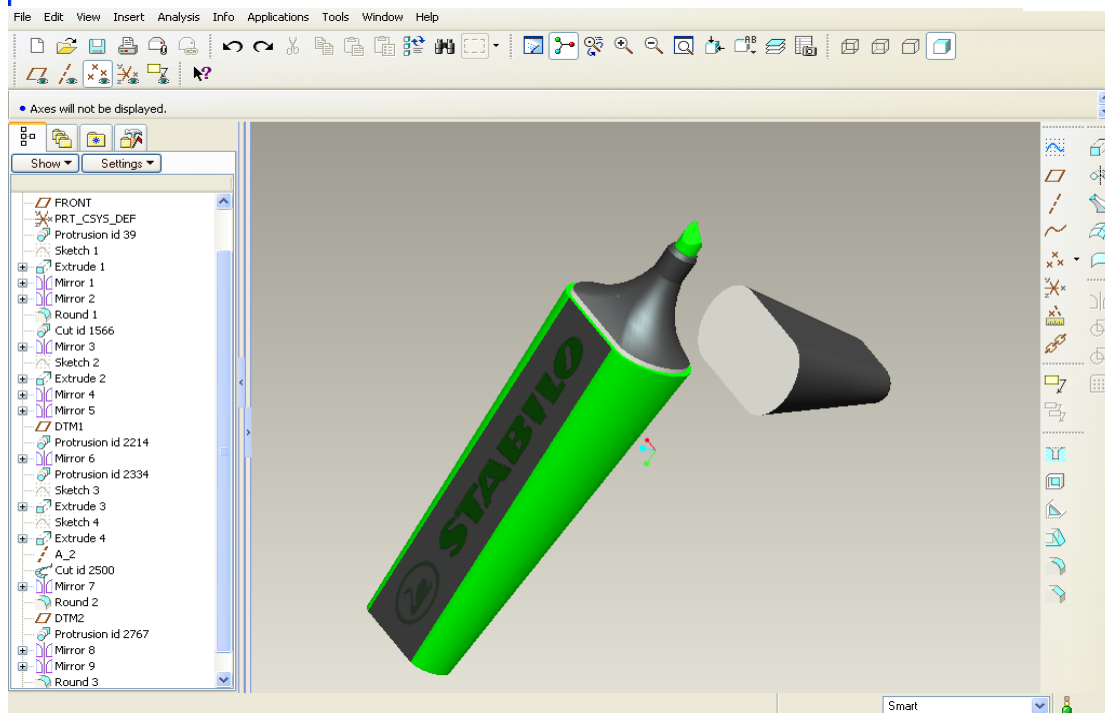 File Edit View Insert Analysis Info Applications Tools Window Help
Axes will not be displayed.
Show Settings
FRONT
PRT_CSYS_DEF
Protrusion id 39
Sketch 1
Extrude 1
Mirror 1
Mirror 2
Round 1
Cut id 1566
Mirror 3
Sketch 2
Extrude 2
Mirror 4
Mirror 5
DTM1
Protrusion id 2214
Mirror 6
Protrusion id 2334
Sketch 3
Extrude 3
Sketch 4
Extrude 4
A_2
Cut id 2500
Mirror 7
Round 2
DTM2
Protrusion id 2767
Mirror 8
Mirror 9
Round 3
STABILO
Smart